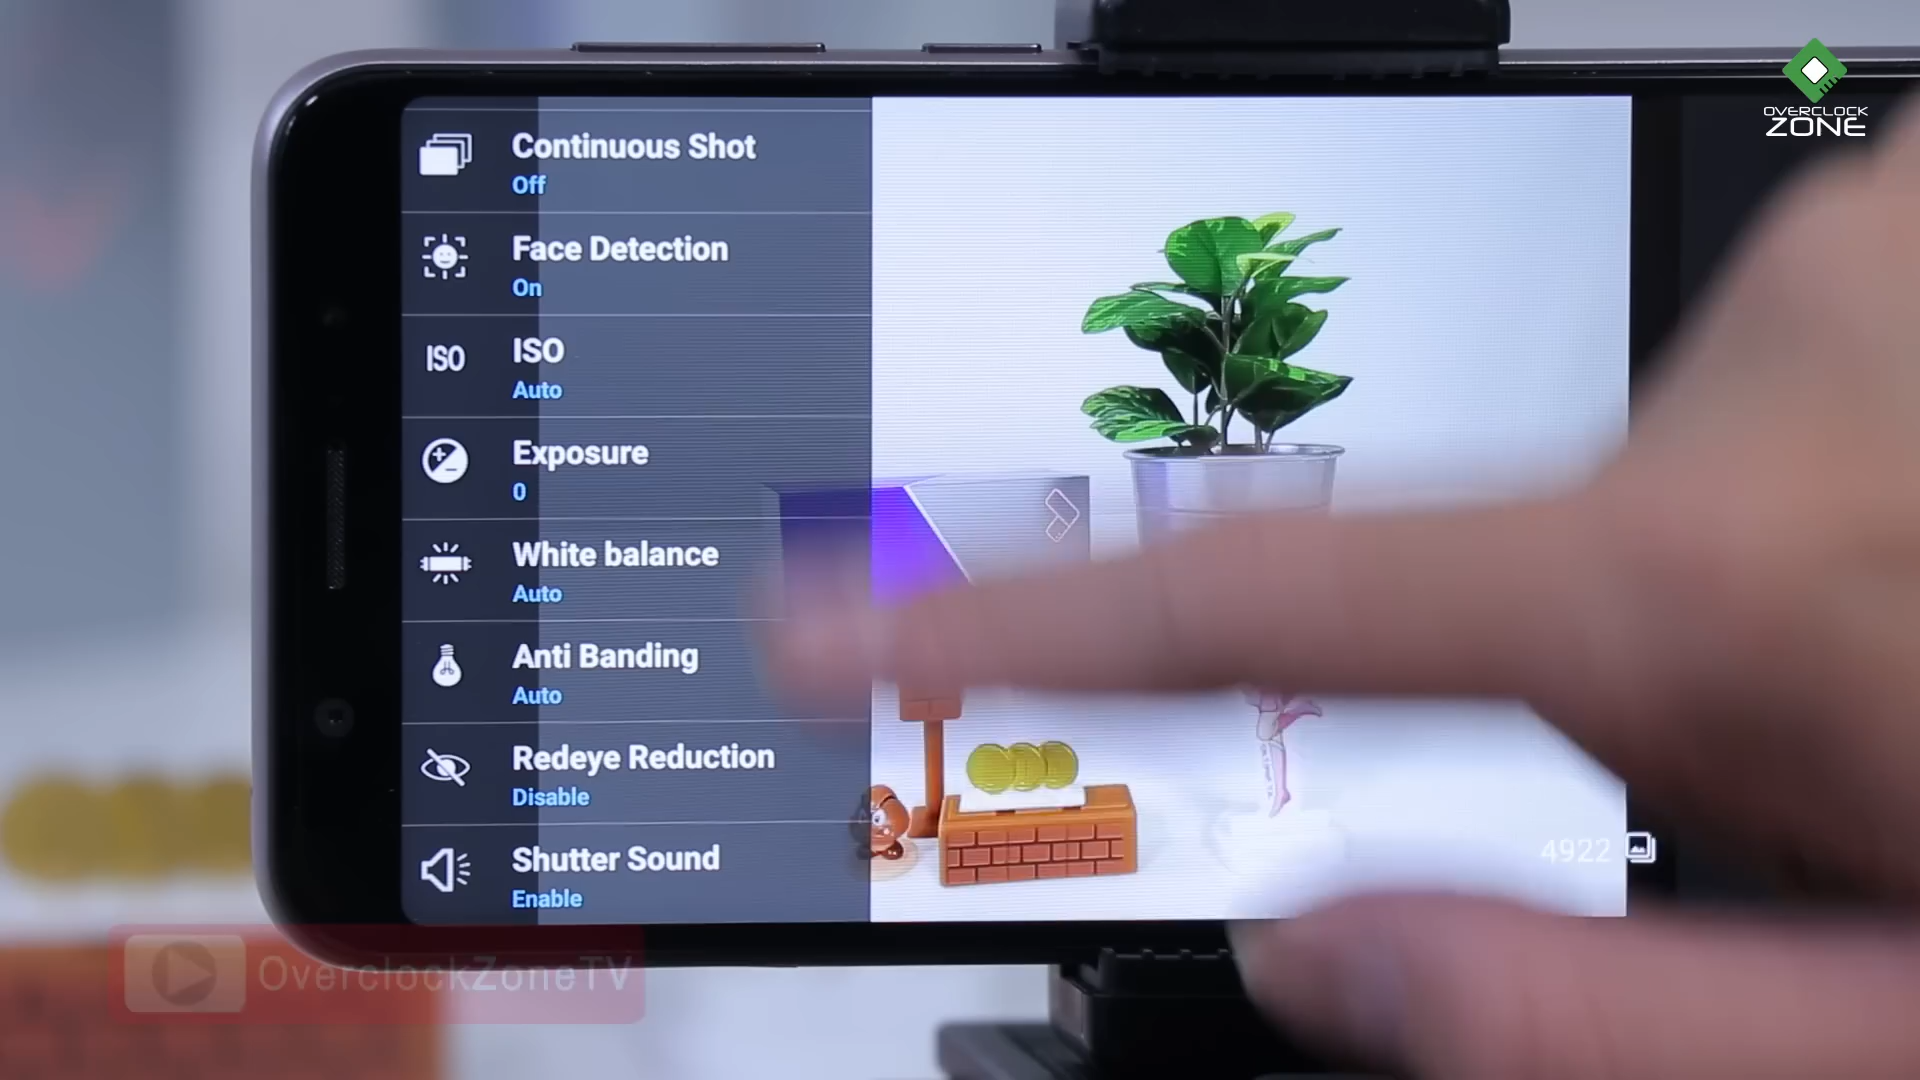 Continuous Shot
Off
Face Detection
On
ISO
ISO
Auto
Exposure
0
White balance
Auto
Anti Banding
Auto
Redeye Reduction
Disable
Shutter Sound
Enable
4922
OVERCLOCK
ZONE
OverclockZoneTV